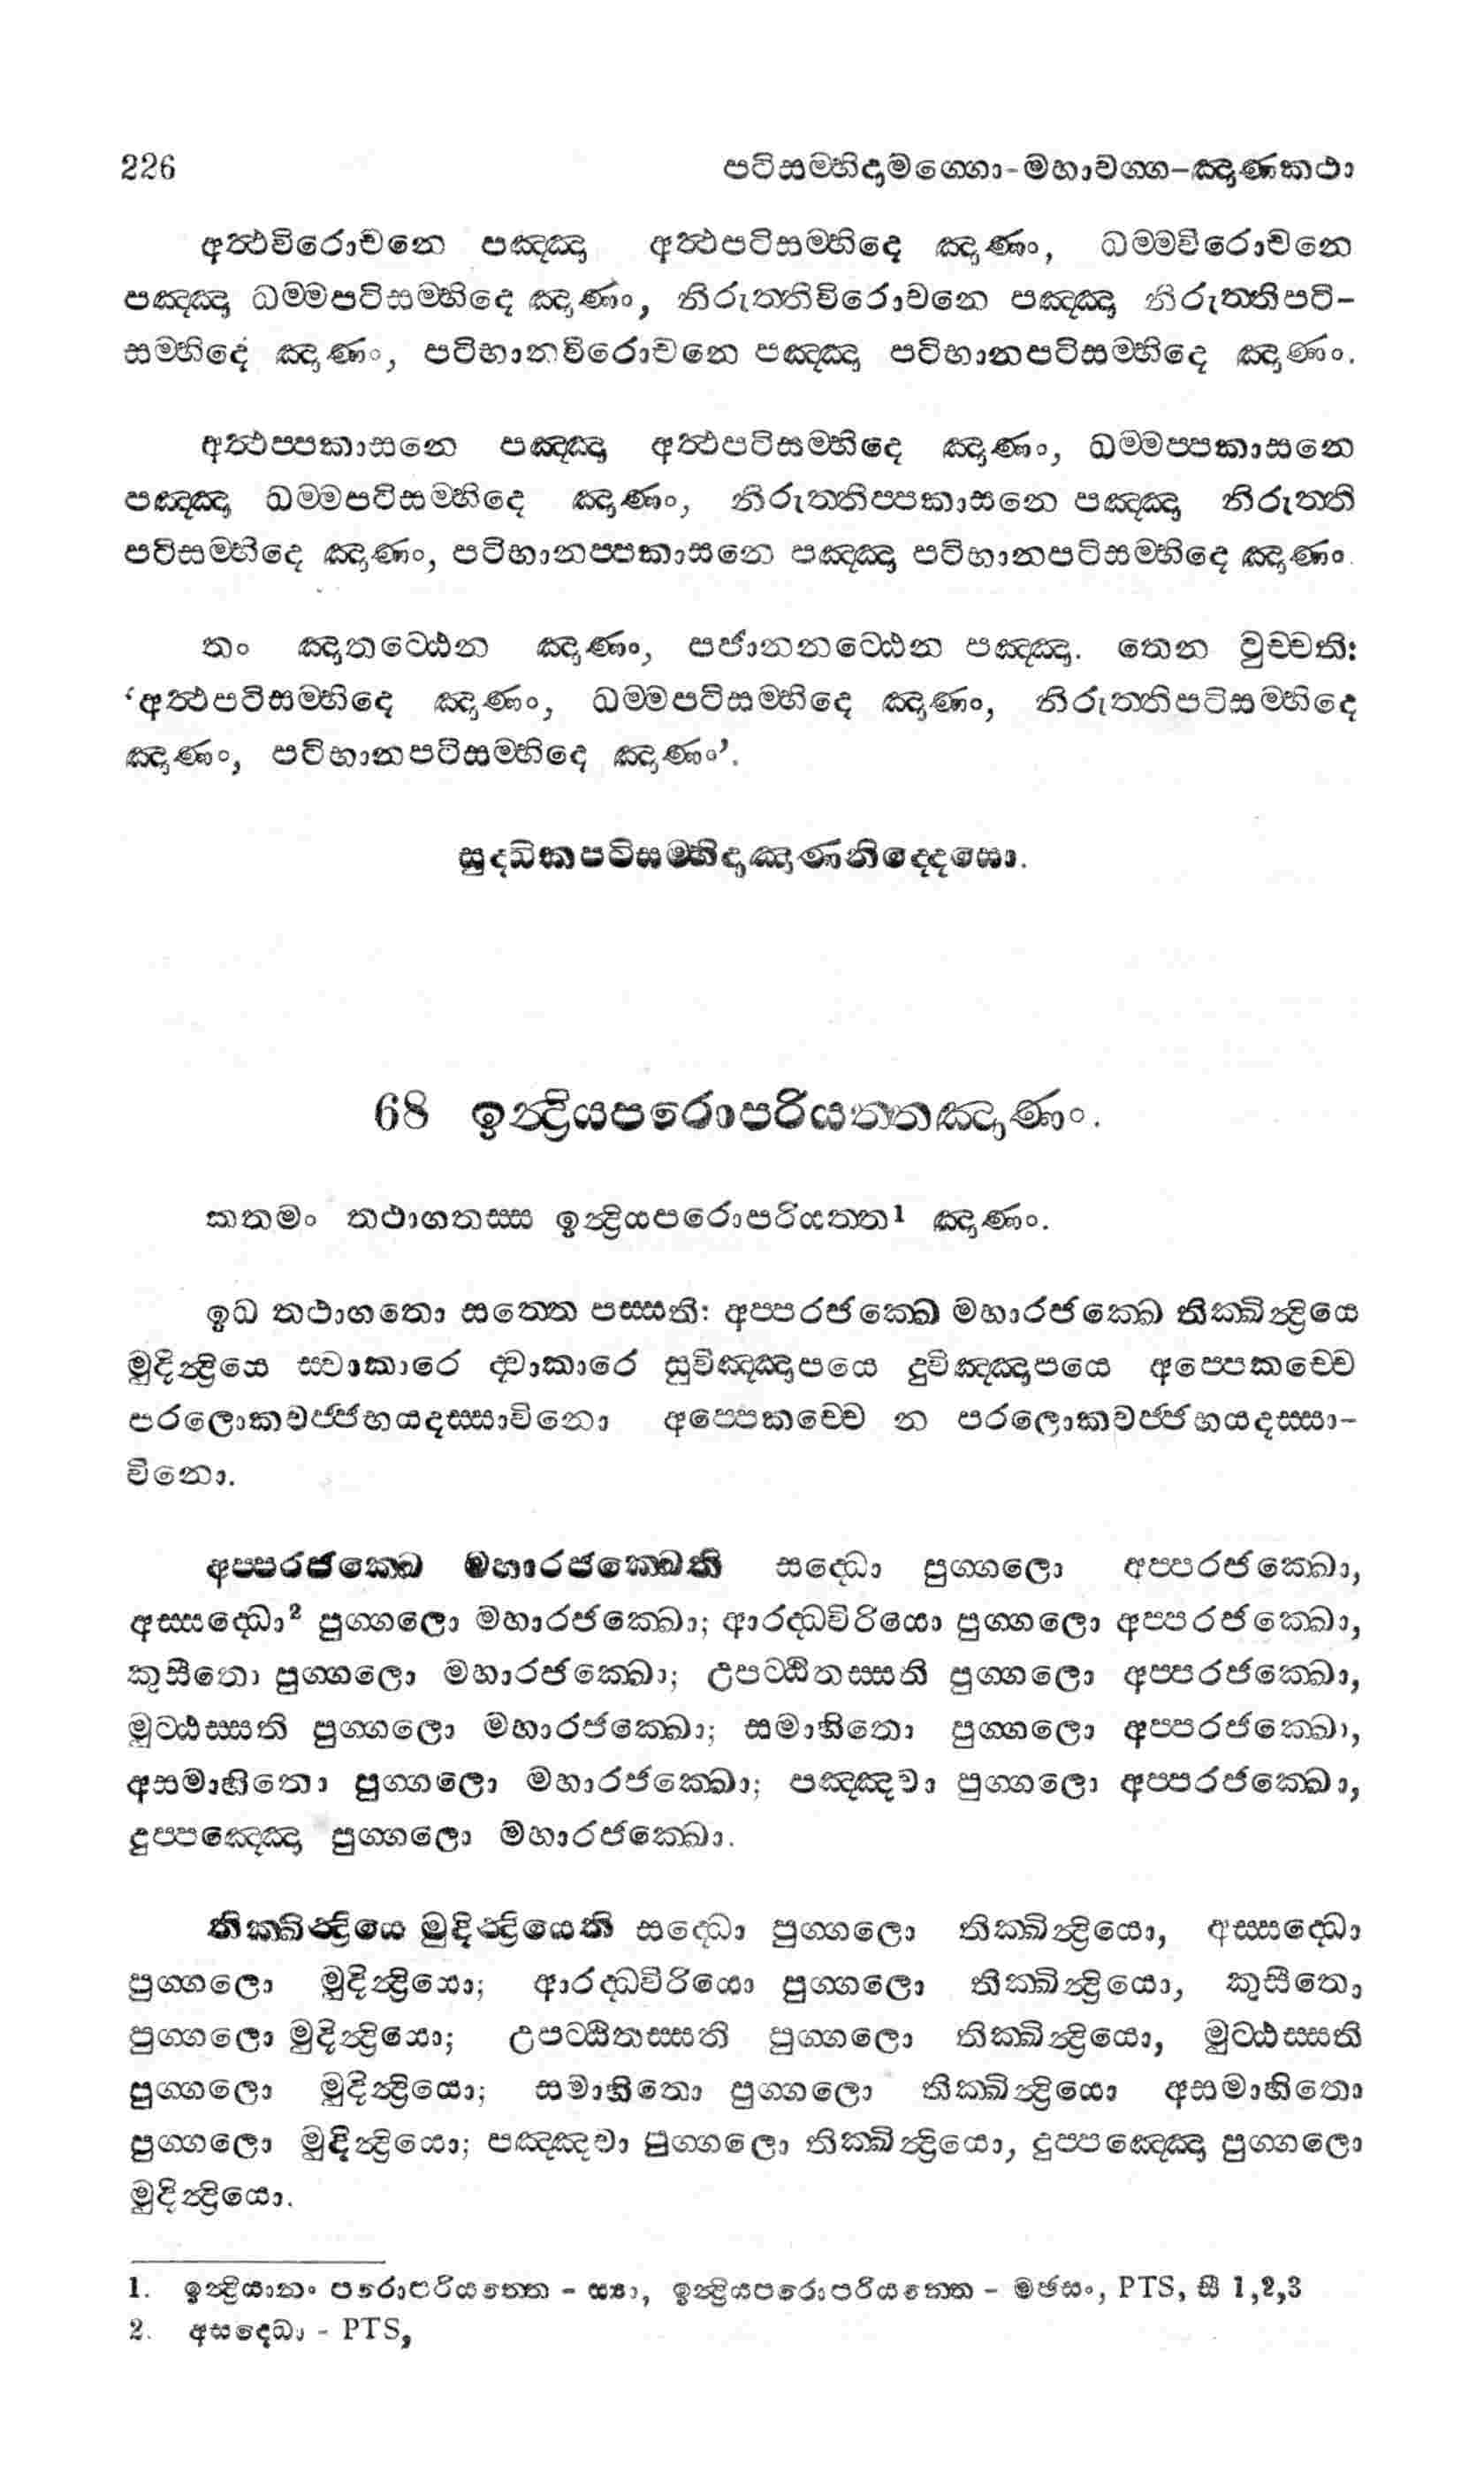 226 පටිසම්භිදාමග්ගො-මහාවග්ග-ඤාණකථා
අත්ථවිරොචනෙ පඤ්ඤා අත්ථපටිසම්භිදෙ ඤාණං, ධම්මවිරොචනෙ
පඤ්ඤා ධම්මපටිසම්භිදෙ ඤාණං, නිරුත්තිවිරොචනෙ පඤ්ඤා නිරුත්තිපටි-
සම්භිදෙ ඤාණං, පටිභානවිරොචනෙ පඤ්ඤා පටිභානපටිසම්භිදෙ ඤාණං.
අත්ථප්පකාසනෙ පඤ්ඤා අත්ථපටිසම්භිදෙ ඤාණං, ධම්මප්පකාසනෙ
පඤ්ඤා ධම්මපටිසම්භිදෙ ඤාණං, නිරුත්තිප්පකාසනෙ පඤ්ඤා නිරුත්ති
පටිසම්භිදෙ ඤාණං, පටිභානප්පකාසනෙ පඤ්ඤා පටිභානපටිසම්භිදෙ ඤාණං.
තං ඤාතට්ඨෙන ඤාණං, පජානනට්ඨෙන පඤ්ඤා. තෙන වුච්චති:
‘අත්ථපටිසම්භිදෙ ඤාණං, ධම්මපටිසම්භිදෙ ඤාණං, නිරුත්තිපටිසම්භිදෙ
ඤාණං, පටිභානපටිසම්භිදෙ ඤාණං’.
සුද්ධිකපටිසම්භිදාඤාණනිද්දෙසො.
68 ඉන්ද්‍රියපරොපරියත්තඤාණං.
කතමං තථාගතස්ස ඉන්ද්‍රියපරොපරියත්ත1 ඤාණං.
ඉධ තථාගතො සත්තෙ පස්සති: අප්පරජක්ඛෙ මහාරජක්ඛෙ තික්ඛින්ද්‍රියෙ
මුදින්ද්‍රියෙ ස්වාකාරෙ ද්වාකාරෙ සුවිඤ්ඤාපයෙ දුවිඤ්ඤාපයෙ අප්පෙකච්චෙ
පරලොකවජ්ජභයදස්සාවිනො අප්පෙකච්චෙ න පරලොකවජ්ජභයදස්සා-
විනො.
අප්පරජක්ඛෙ මහාරජක්ඛෙති සද්ධො පුග්ගලො අප්පරජක්ඛො,
අස්සද්ධො2 පුග්ගලො මහාරජක්ඛො; ආරද්ධවිරියො පුග්ගලො අප්පරජක්ඛො,
කුසීතො පුග්ගලො මහාරජක්ඛො; උපට්ඨිතස්සති පුග්ගලො අප්පරජක්ඛො,
මුට්ඨස්සති පුග්ගලො මහාරජක්ඛො; සමාහිතො පුග්ගලො අප්පරජක්ඛො,
අසමාහිතො පුග්ගලො මහාරජක්ඛො; පඤ්ඤවා පුග්ගලො අප්පරජක්ඛො,
දුප්පඤ්ඤො පුග්ගලො මහාරජක්ඛො.
තික්ඛින්ද්‍රියෙ මුදින්ද්‍රියෙති සද්ධො පුග්ගලො තික්ඛින්ද්‍රියො, අස්සද්ධො
පුග්ගලො මුදින්ද්‍රියො; ආරද්ධවිරියො පුග්ගලො තික්ඛින්ද්‍රියො, කුසීතො
පුග්ගලො මුදින්ද්‍රියො; උපට්ඨිතස්සති පුග්ගලො තික්ඛින්ද්‍රියො, මුට්ඨස්සති
පුග්ගලො මුදින්ද්‍රියො; සමාහිතො පුග්ගලො තික්ඛින්ද්‍රියො අසමාහිතො
පුග්ගලො මුදින්ද්‍රියො; පඤ්ඤවා පුග්ගලො තික්ඛින්ද්‍රියො, දුප්පඤ්ඤො පුග්ගලො
මුදින්ද්‍රියො.
1. ඉන්ද්‍රියානං පරොපරියත්තෙ - ස්‍යා, ඉන්ද්‍රියපරොපරියත්තෙ - මඡසං, PTS, සී 1,2,3
2. අසද්ධො - PTS,